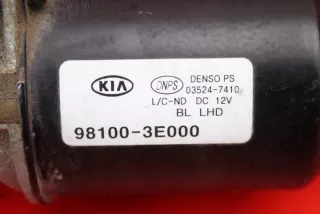 KIA DNPS DENSO PS
03524-7410
L/C-ND DC 12V
BL LHD
98100-3E000